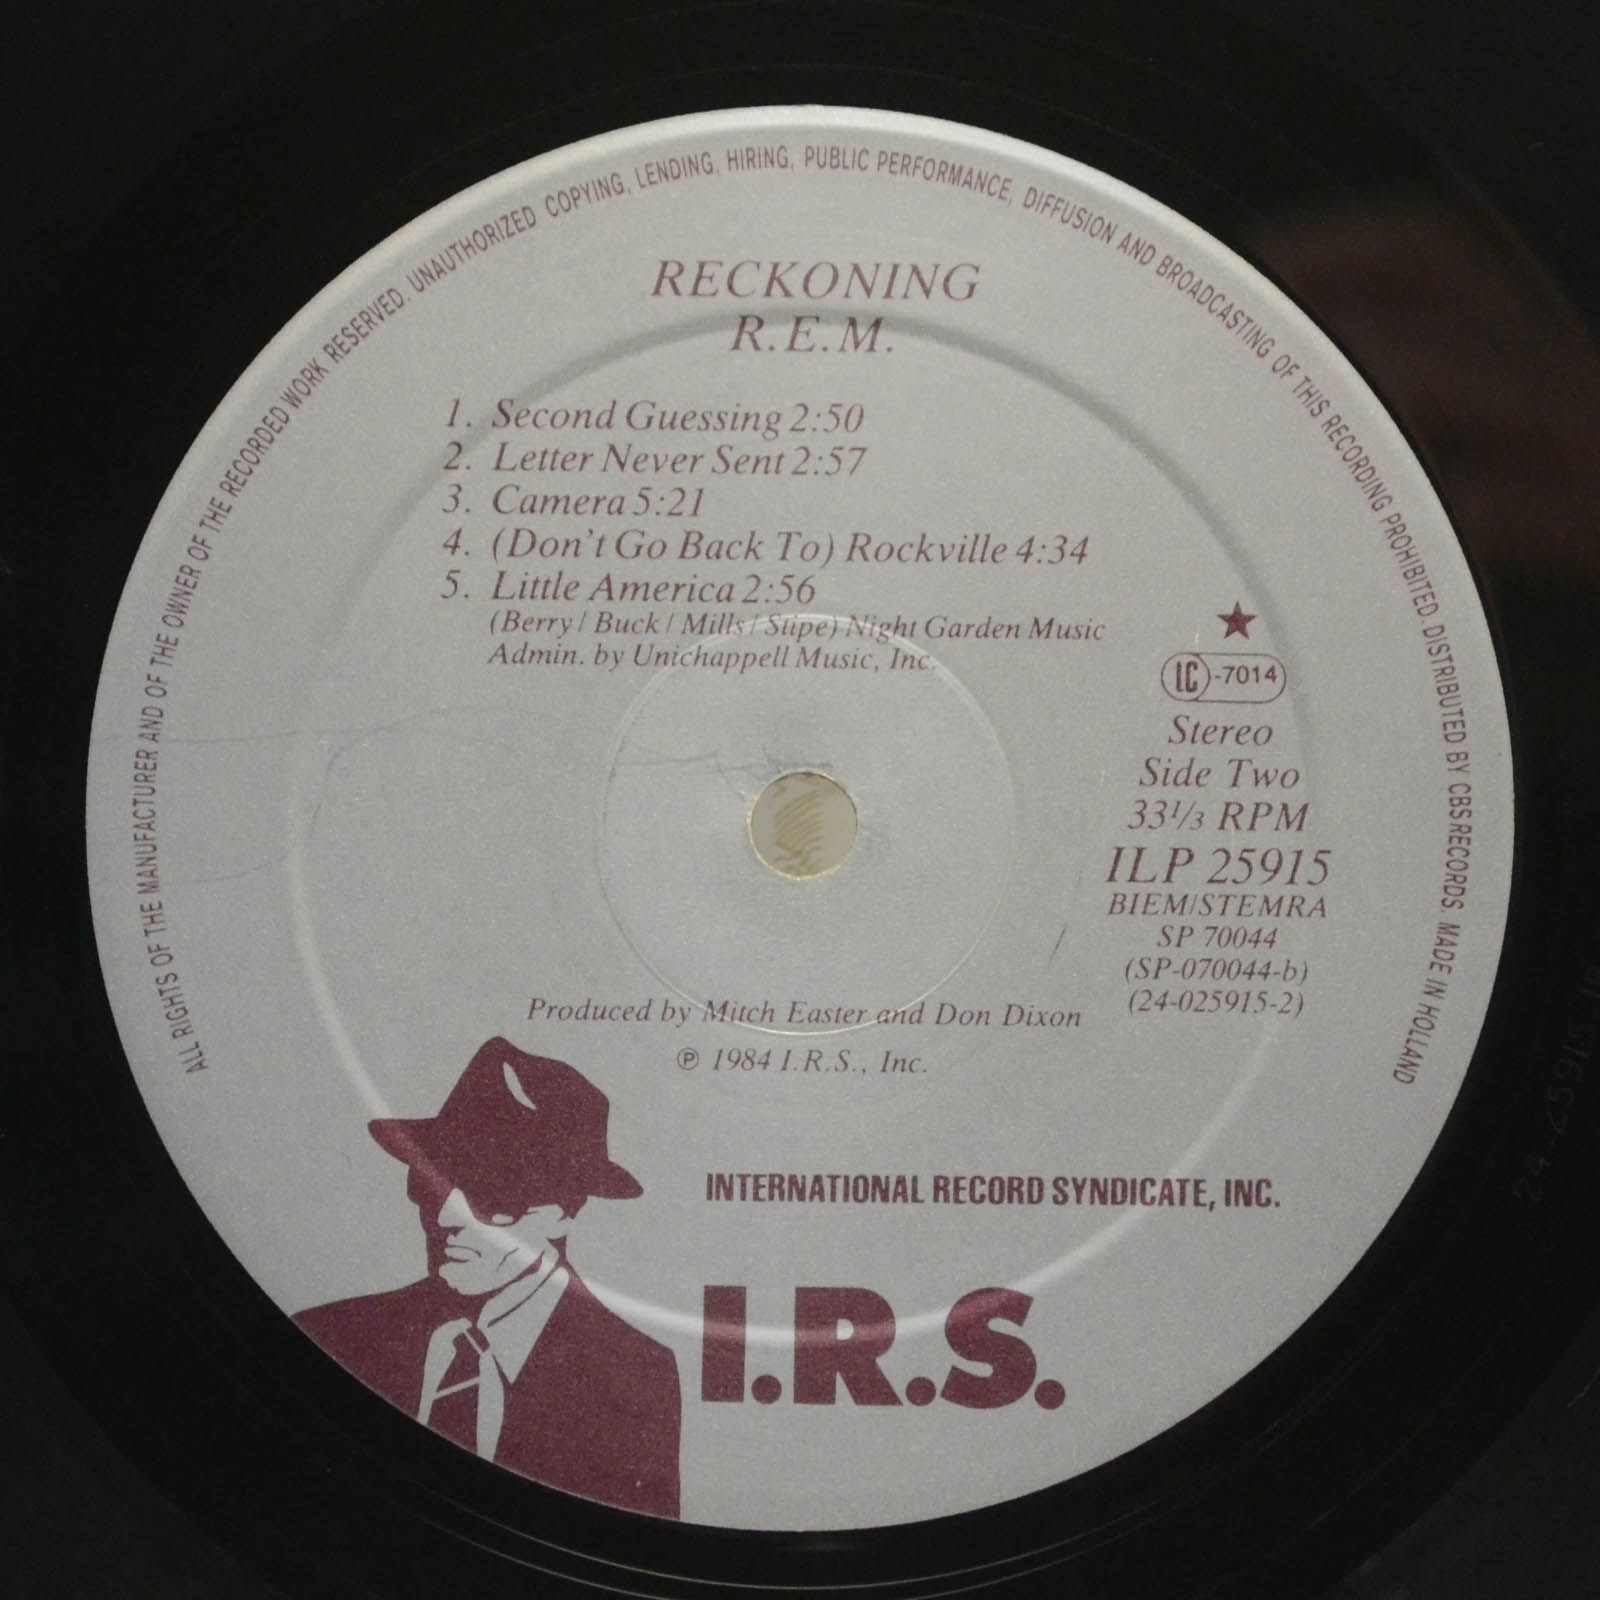 ALL RIGHTS OF THE MANUFACTURER AND OF THE OWNER OF THE RECORDED WORK RESERVED. UNAUTHORIZED COPYING, LENDING, HIRING, PUBLIC PERFORMANCE, DIFFUSION AND BROADCASTING OF THIS RECORDING PROHIBITED. DISTRIBUTED BY CBS RECORDS. MADE IN HOLLAND
RECKONING
R.E.M.
1. Second Guessing 2:50
2. Letter Never Sent 2:57
3. Camera 5:21
4. (Don't Go Back To) Rockville 4:34
5. Little America 2:56
(Berry / Buck / Mills / Stipe) Night Garden Music
Admin. by Unichappell Music, Inc.
LC-7014
Stereo
Side Two
33 1/3 RPM
ILP 25915
BIEM/STEMRA
SP 70044
(SP-070044-b)
(24-025915-2)
Produced by Mitch Easter and Don Dixon
℗ 1984 I.R.S., Inc.
INTERNATIONAL RECORD SYNDICATE, INC.
I.R.S.